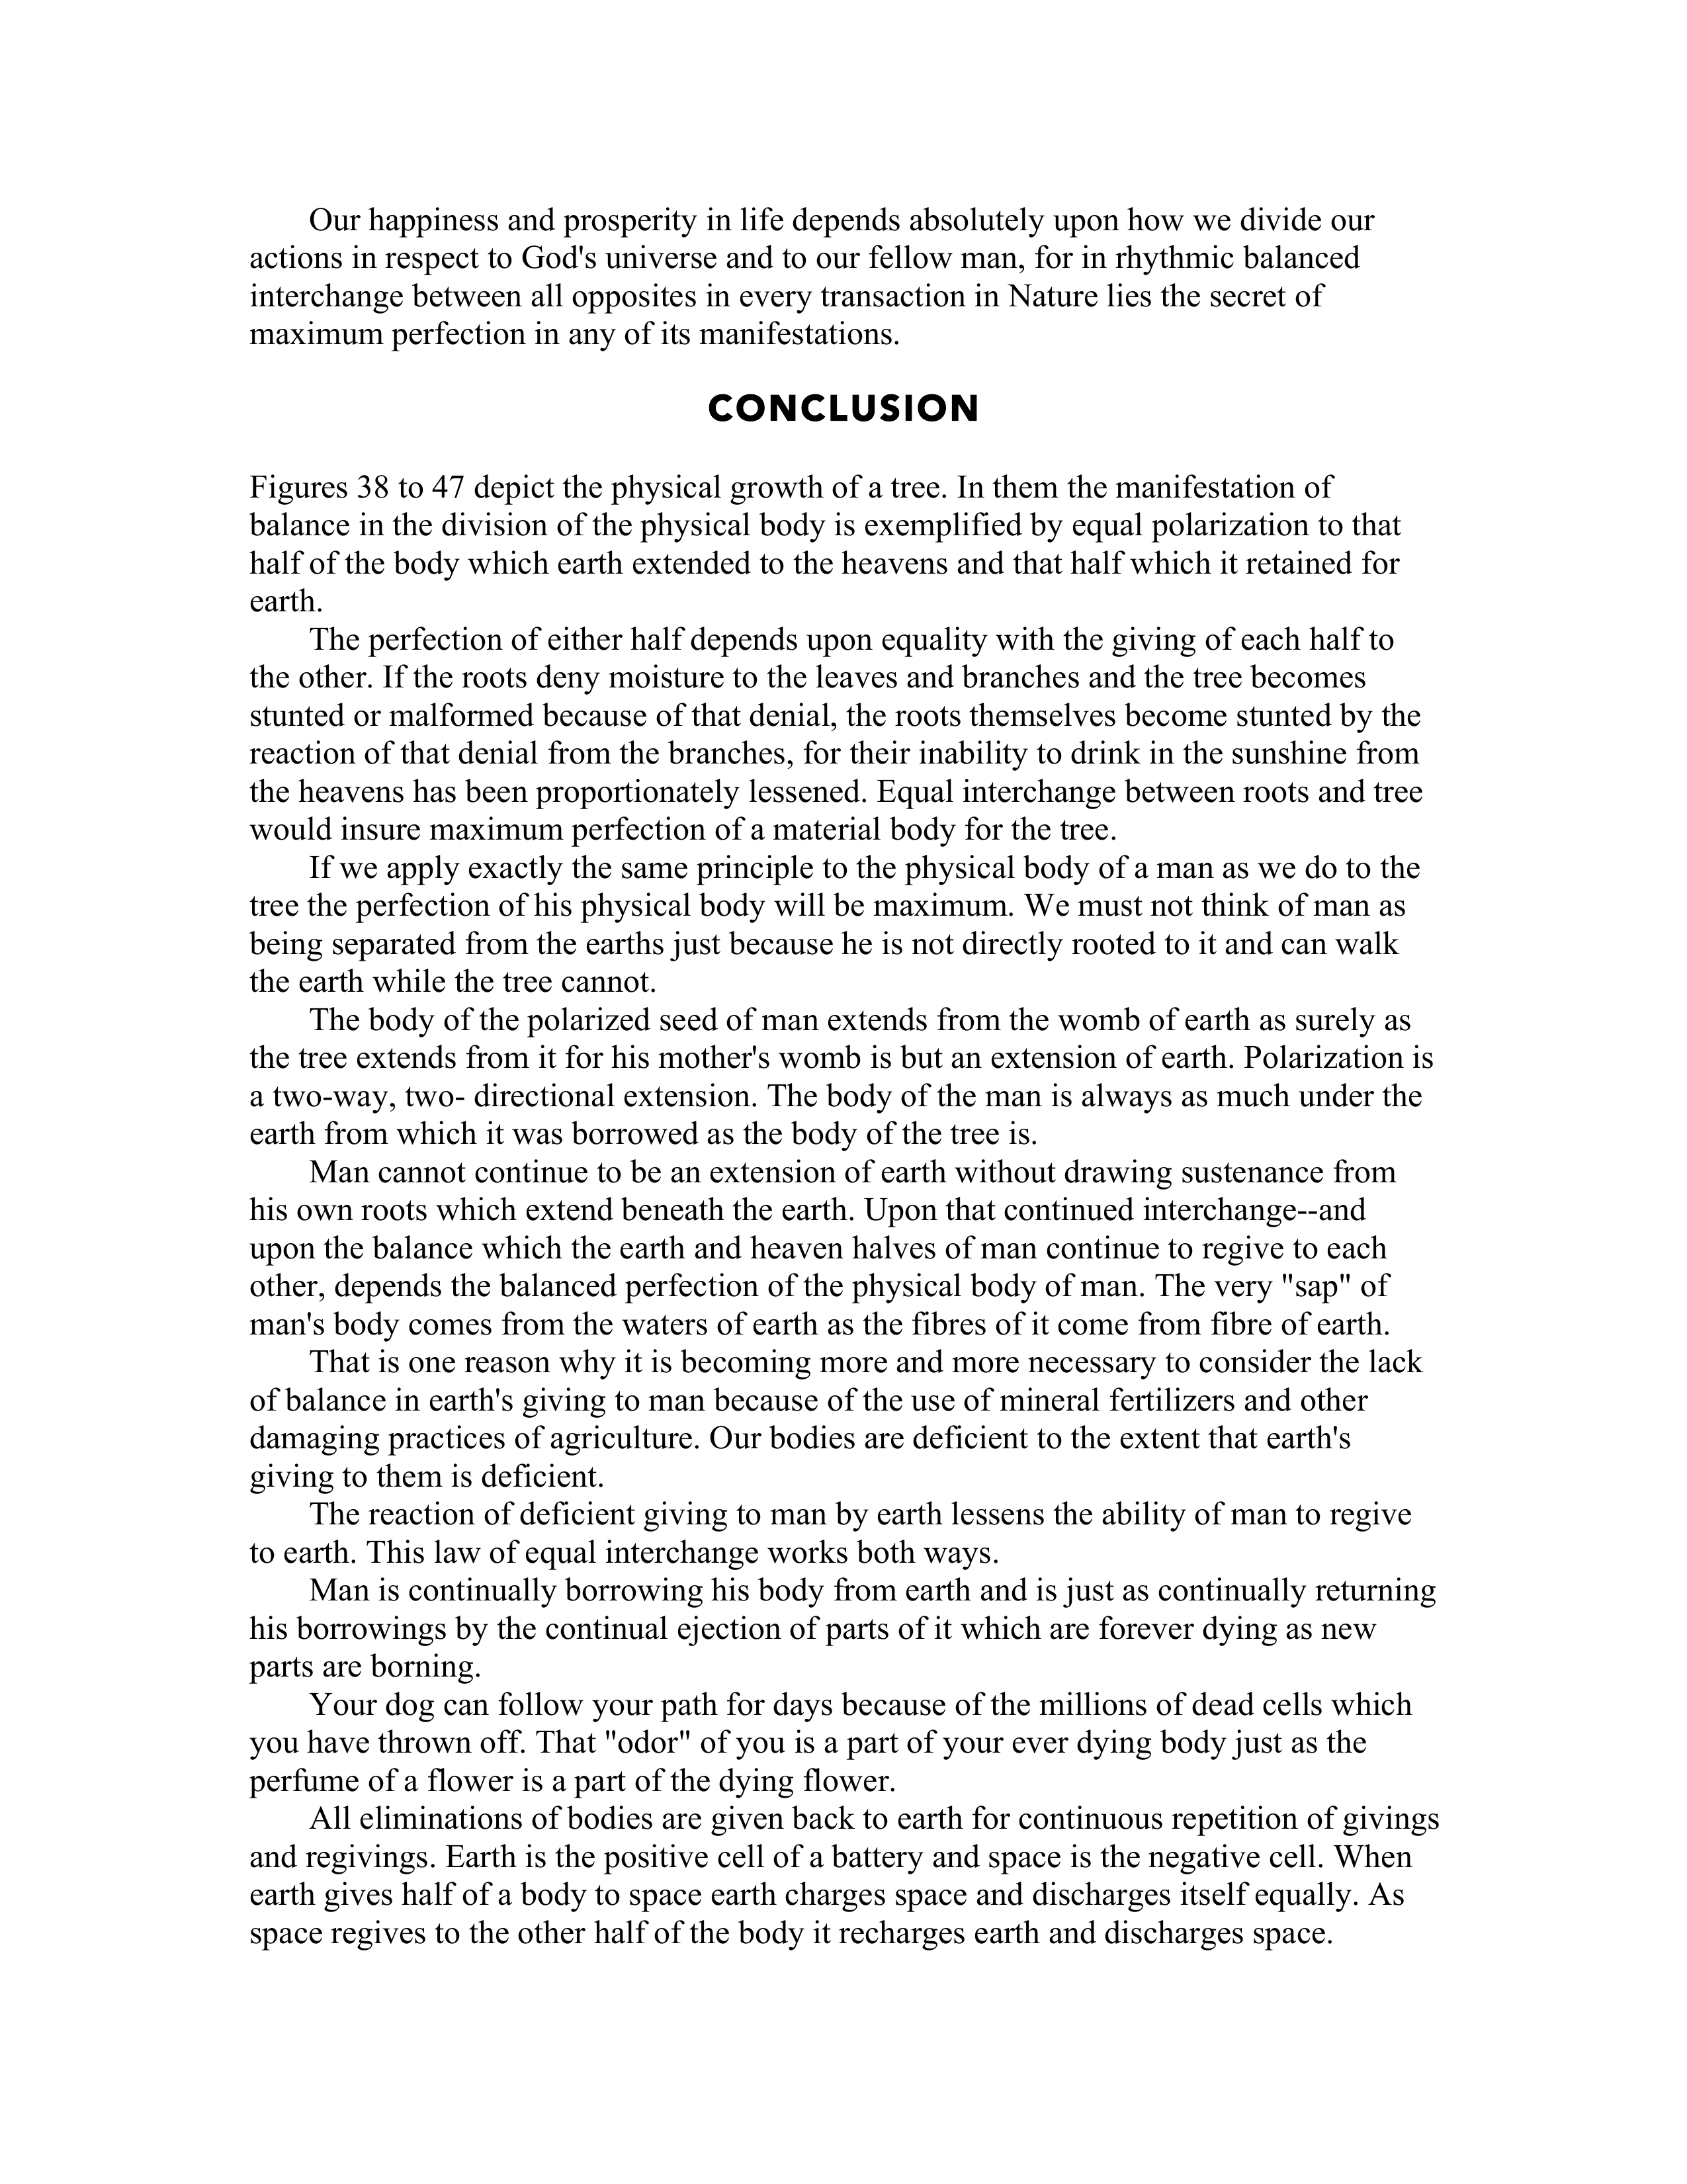 Our happiness and prosperity in life depends absolutely upon how we divide our
actions in respect to God's universe and to our fellow man, for in rhythmic balanced
interchange between all opposites in every transaction in Nature lies the secret of
maximum perfection in any of its manifestations.
CONCLUSION
Figures 38 to 47 depict the physical growth of a tree. In them the manifestation of
balance in the division of the physical body is exemplified by equal polarization to that
half of the body which earth extended to the heavens and that half which it retained for
earth.
The perfection of either half depends upon equality with the giving of each half to
the other. If the roots deny moisture to the leaves and branches and the tree becomes
stunted or malformed because of that denial, the roots themselves become stunted by the
reaction of that denial from the branches, for their inability to drink in the sunshine from
the heavens has been proportionately lessened. Equal interchange between roots and tree
would insure maximum perfection of a material body for the tree.
If we apply exactly the same principle to the physical body of a man as we do to the
tree the perfection of his physical body will be maximum. We must not think of man as
being separated from the earths just because he is not directly rooted to it and can walk
the earth while the tree cannot.
The body of the polarized seed of man extends from the womb of earth as surely as
the tree extends from it for his mother's womb is but an extension of earth. Polarization is
a two-way, two- directional extension. The body of the man is always as much under the
earth from which it was borrowed as the body of the tree is.
Man cannot continue to be an extension of earth without drawing sustenance from
his own roots which extend beneath the earth. Upon that continued interchange--and
upon the balance which the earth and heaven halves of man continue to regive to each
other, depends the balanced perfection of the physical body of man. The very "sap" of
man's body comes from the waters of earth as the fibres of it come from fibre of earth.
That is one reason why it is becoming more and more necessary to consider the lack
of balance in earth's giving to man because of the use of mineral fertilizers and other
damaging practices of agriculture. Our bodies are deficient to the extent that earth's
giving to them is deficient.
The reaction of deficient giving to man by earth lessens the ability of man to regive
to earth. This law of equal interchange works both ways.
Man is continually borrowing his body from earth and is just as continually returning
his borrowings by the continual ejection of parts of it which are forever dying as new
parts are borning.
Your dog can follow your path for days because of the millions of dead cells which
you have thrown off. That "odor" of you is a part of your ever dying body just as the
perfume of a flower is a part of the dying flower.
All eliminations of bodies are given back to earth for continuous repetition of givings
and regivings. Earth is the positive cell of a battery and space is the negative cell. When
earth gives half of a body to space earth charges space and discharges itself equally. As
space regives to the other half of the body it recharges earth and discharges space.